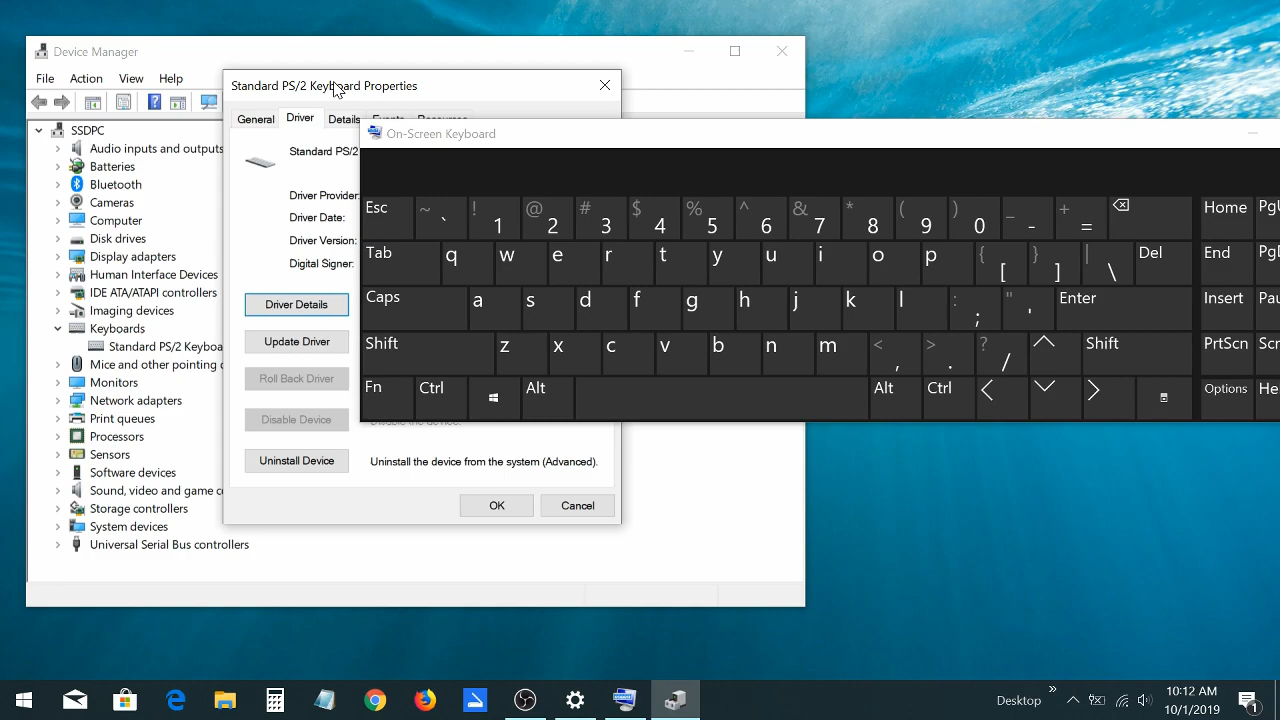 Device Manager
File Action View Help
SSDPC
Audio inputs and outputs
Batteries
Bluetooth
Cameras
Computer
Disk drives
Display adapters
Human Interface Devices
IDE ATA/ATAPI controllers
Imaging devices
Keyboards
Standard PS/2 Keyboa
Mice and other pointing
Monitors
Network adapters
Print queues
Processors
Sensors
Software devices
Sound, video and game c
Storage controllers
System devices
Universal Serial Bus controllers
Standard PS/2 Keyboard Properties
General Driver Details Events Resources
Standard PS/2
Driver Provider:
Driver Date:
Driver Version:
Digital Signer:
Driver Details
Update Driver
Roll Back Driver
Disable Device
Disable the device.
Uninstall Device
Uninstall the device from the system (Advanced).
OK Cancel
On-Screen Keyboard
Esc ~ ` ! 1 @ 2 # 3 $ 4 % 5 ^ 6 & 7 * 8 ( 9 ) 0 _ - + = Home PgU
Tab q w e r t y u i o p { [ } ] | \ Del End PgD
Caps a s d f g h j k l : ; " ' Enter Insert Pau
Shift z x c v b n m < , > . ? / Shift PrtScn Scr
Fn Ctrl Alt Alt Ctrl Options He
Desktop
10:12 AM
10/1/2019
1